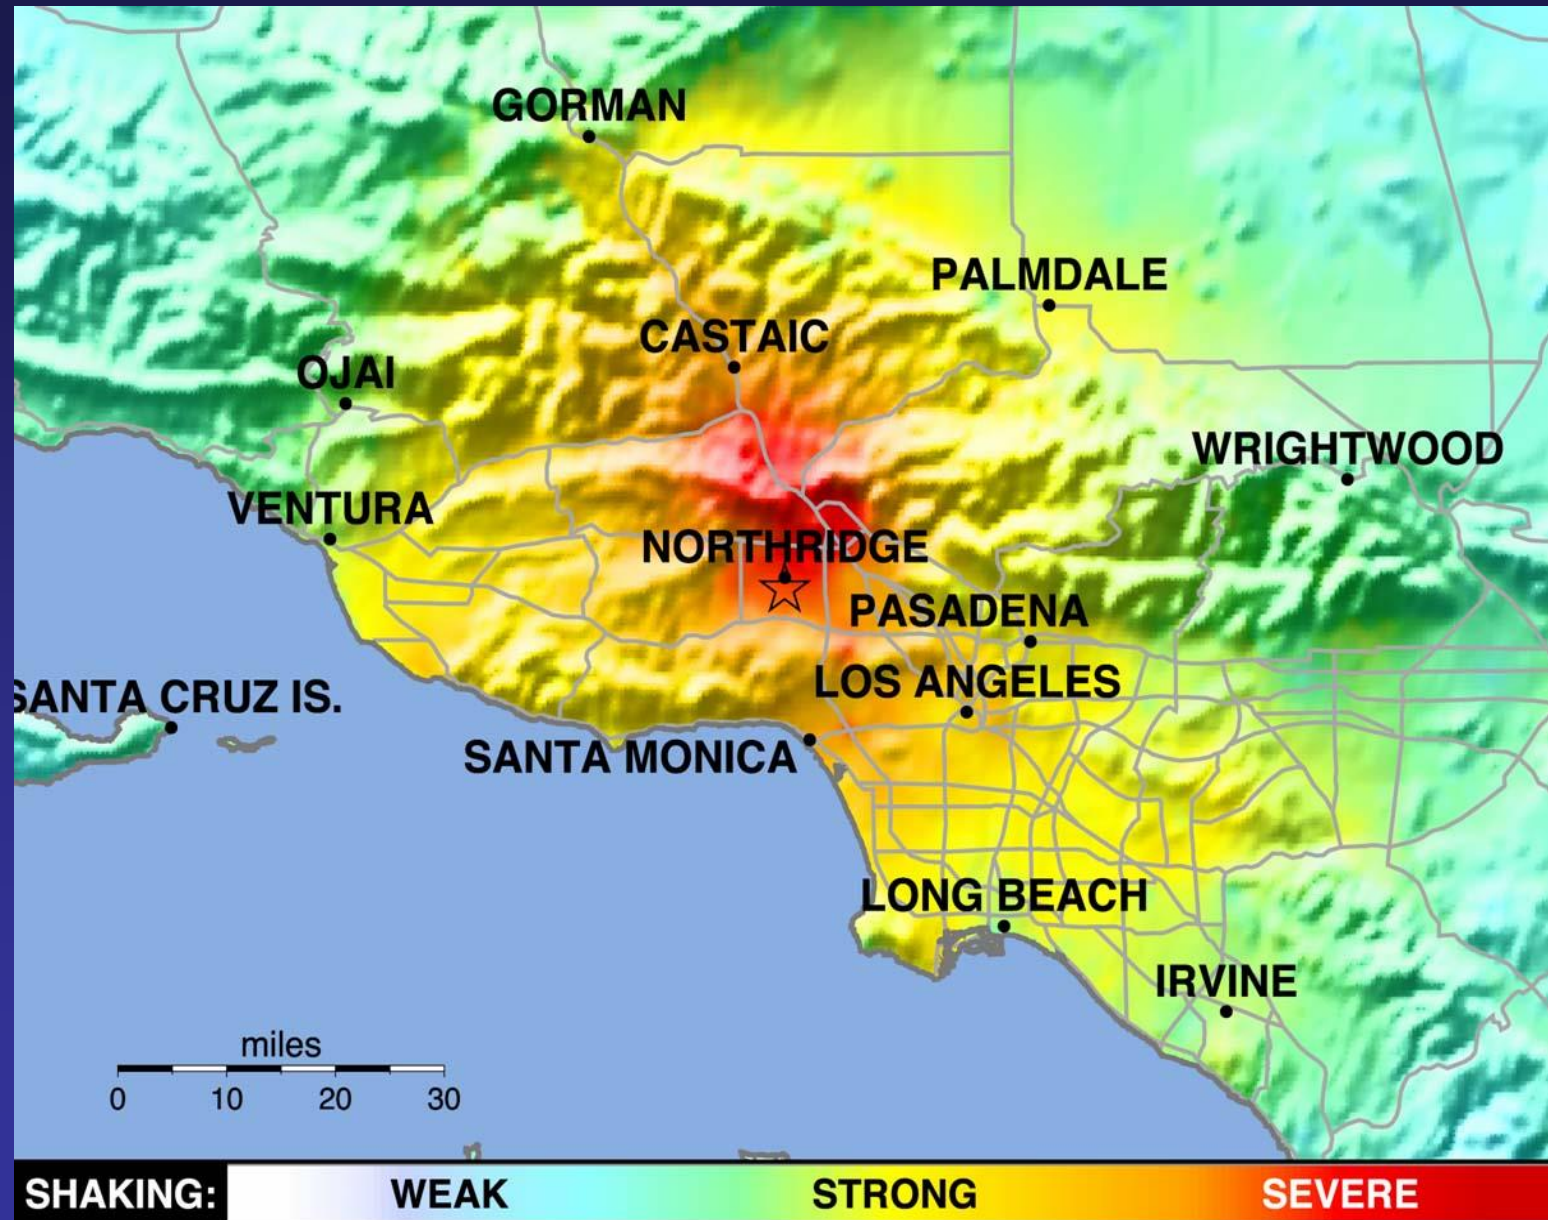 GORMAN
PALMDALE
CASTAIC
OJAI
WRIGHTWOOD
VENTURA
NORTHRIDGE
PASADENA
LOS ANGELES
SANTA CRUZ IS.
SANTA MONICA
LONG BEACH
IRVINE
miles
0 10 20 30
SHAKING: WEAK STRONG SEVERE